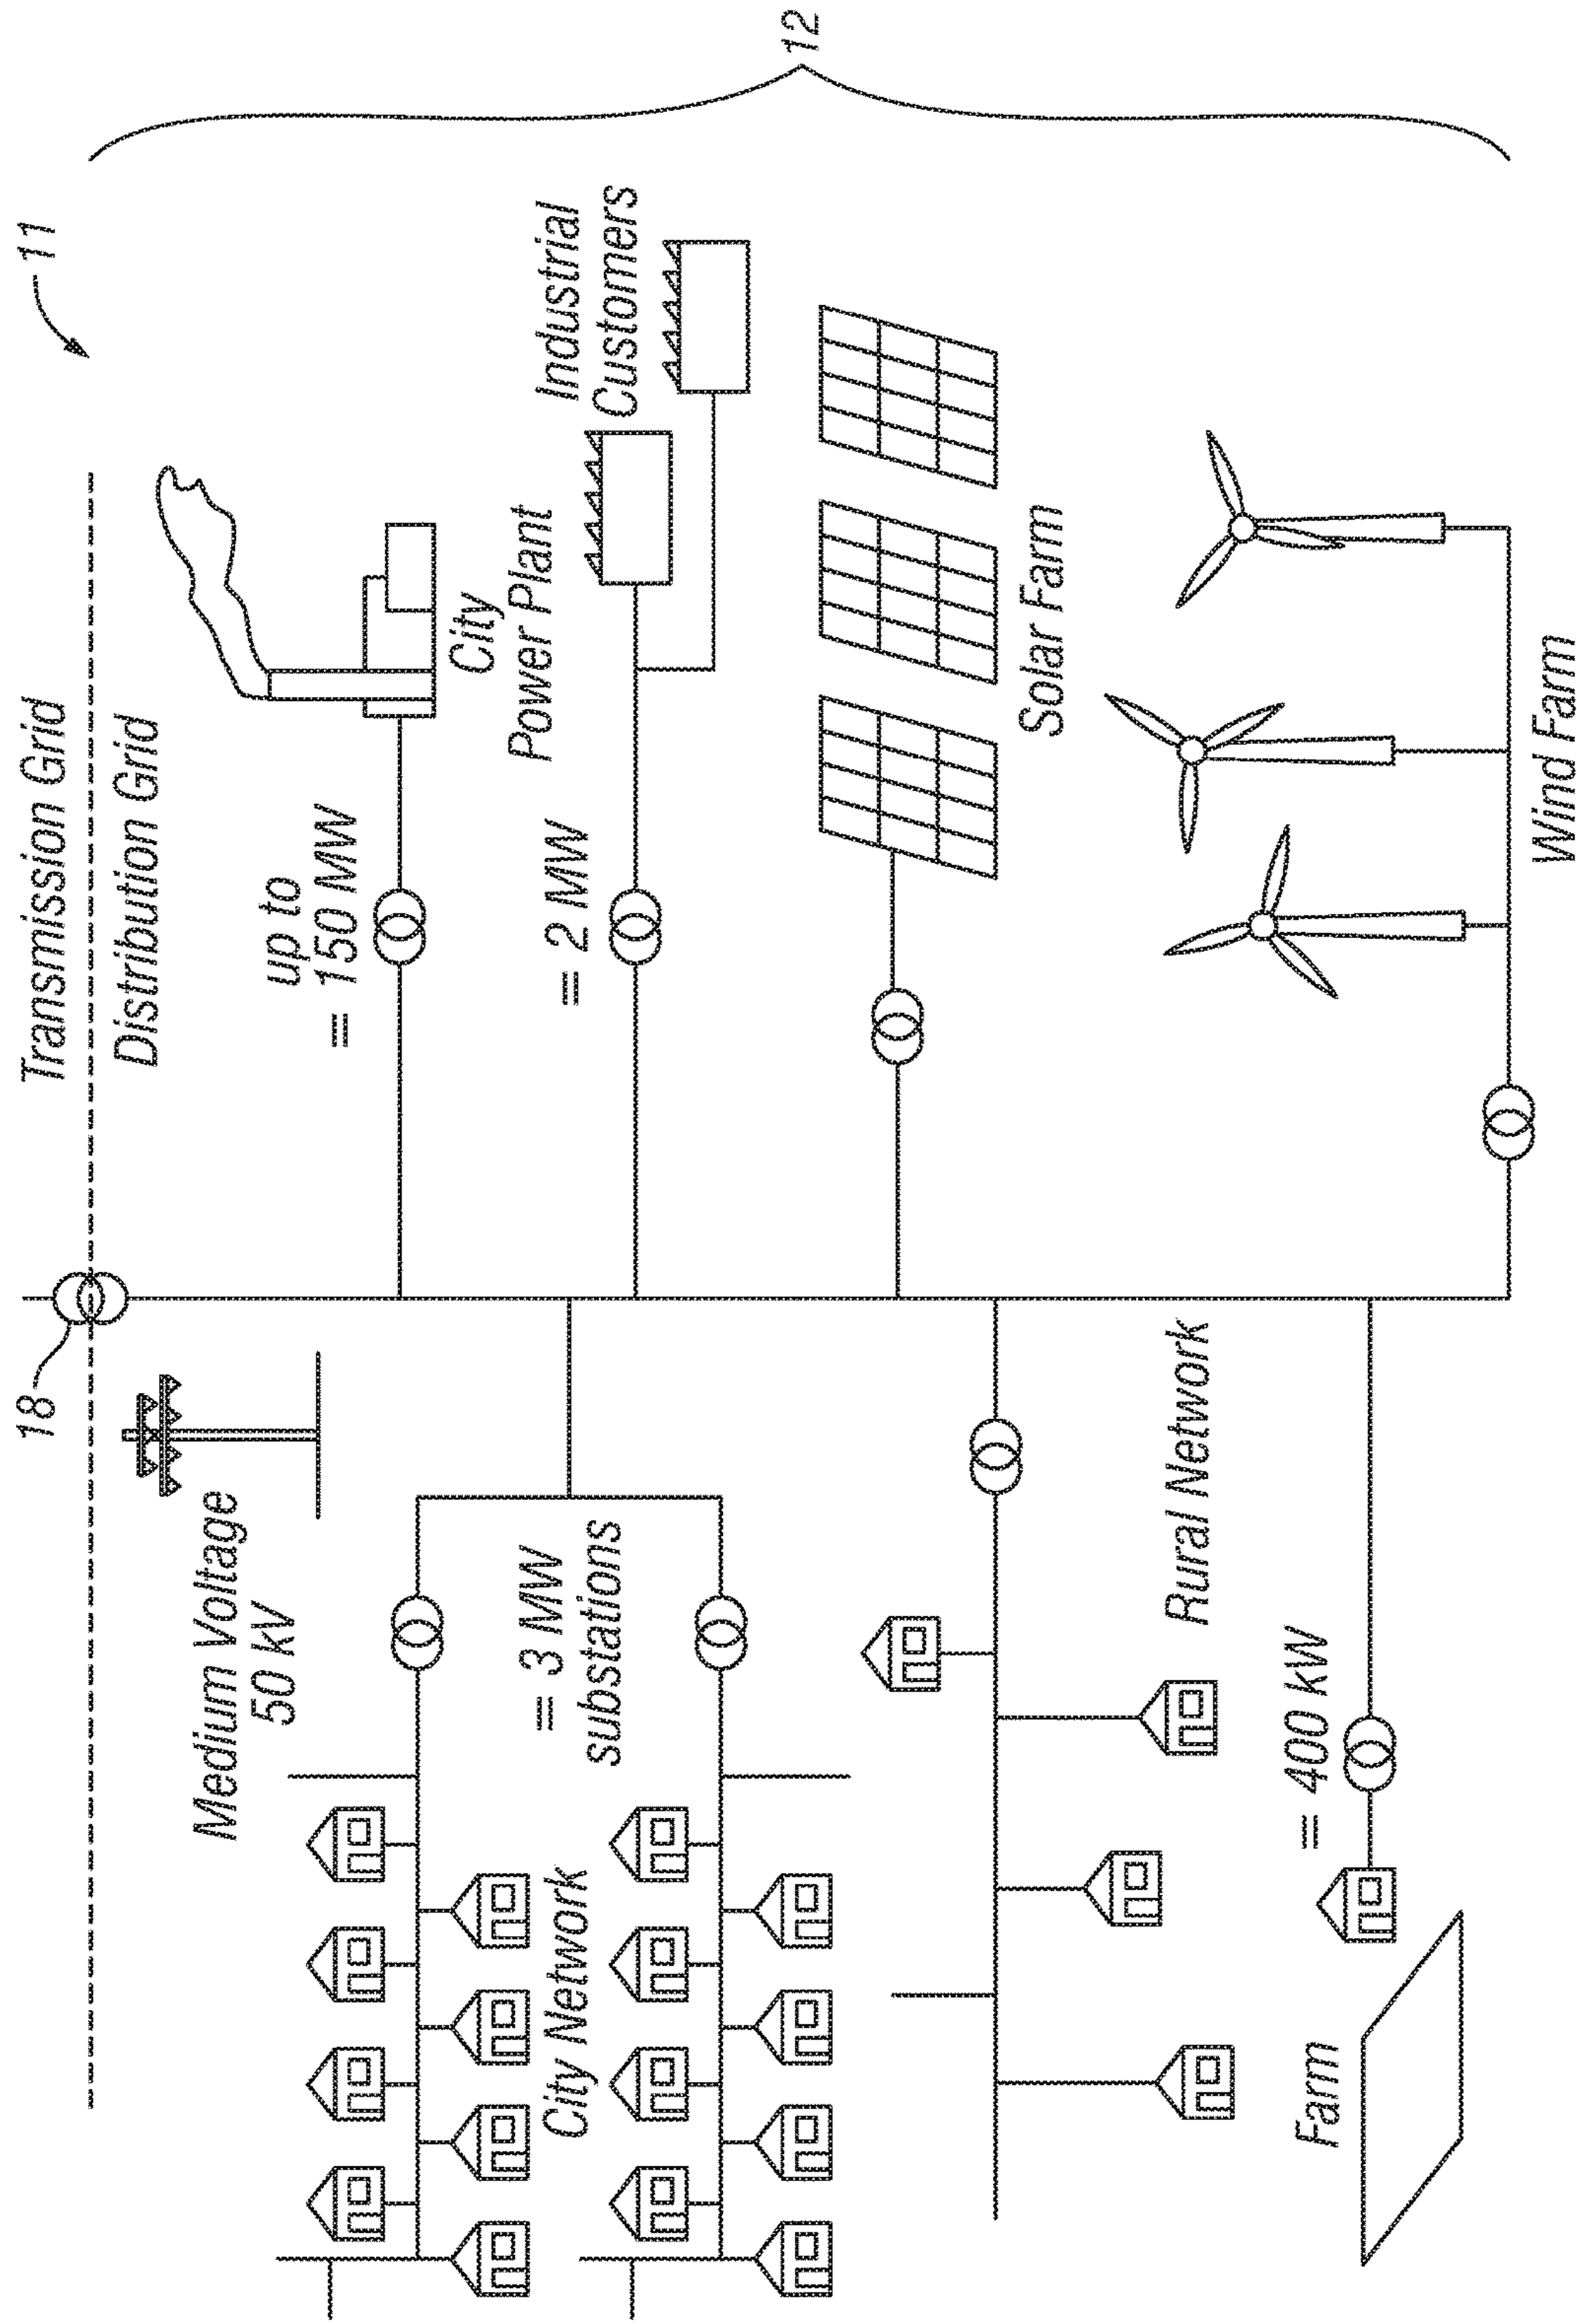 11
Transmission Grid
Distribution Grid
18
Medium Voltage
50 kV
up to
= 150 MW
City
Power Plant
= 2 MW
Industrial
Customers
= 3 MW
substations
City Network
12
Solar Farm
Rural Network
= 400 kW
Farm
Wind Farm